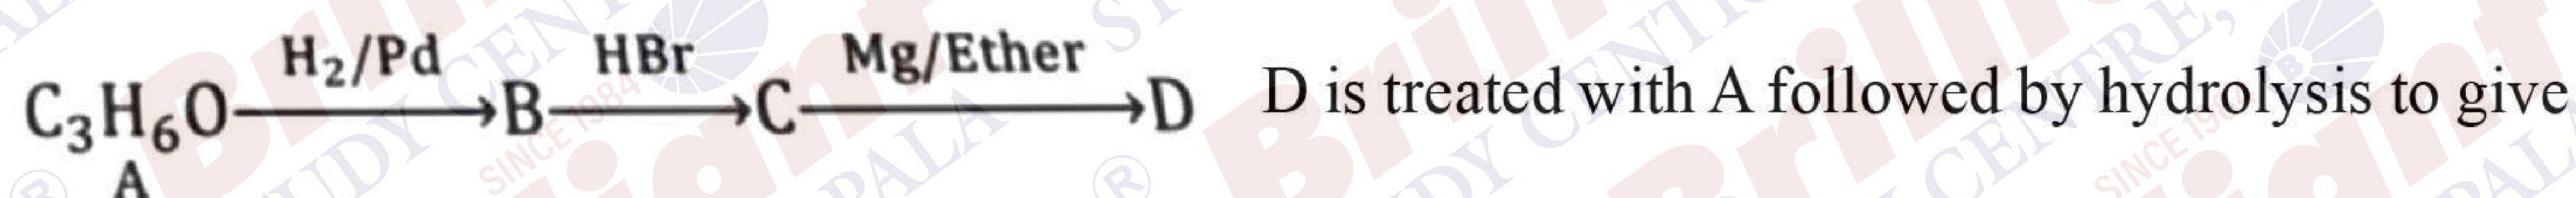 C₃H₆O —H₂/Pd→ B —HBr→ C —Mg/Ether→ D D is treated with A followed by hydrolysis to give
A